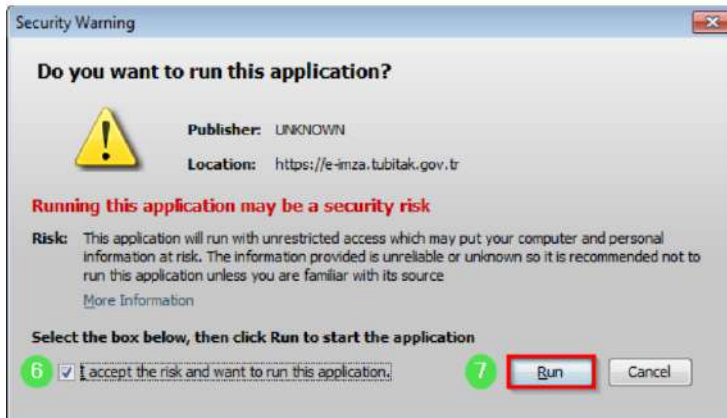 Security Warning
Do you want to run this application?
Publisher: UNKNOWN
Location: https://e-imza.tubitak.gov.tr
Running this application may be a security risk
Risk: This application will run with unrestricted access which may put your computer and personal
information at risk. The information provided is unreliable or unknown so it is recommended not to
run this application unless you are familiar with its source
More Information
Select the box below, then click Run to start the application
6 I accept the risk and want to run this application. 7 Run Cancel